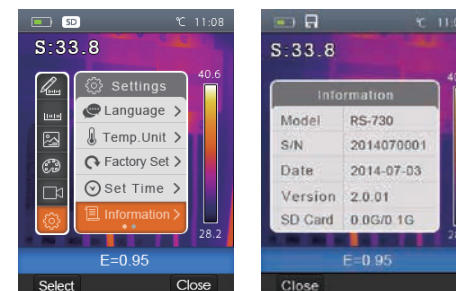 SD ℃ 11:08
S:33.8
40.6
Settings
Language >
Temp.Unit >
Factory Set >
Set Time >
Information >
28.2
E=0.95
Select Close
℃
S:33.8
Information
Model RS-730
S/N 2014070001
Date 2014-07-03
Version 2.0.01
SD Card 0.0G/0.1G
E=0.95
Close